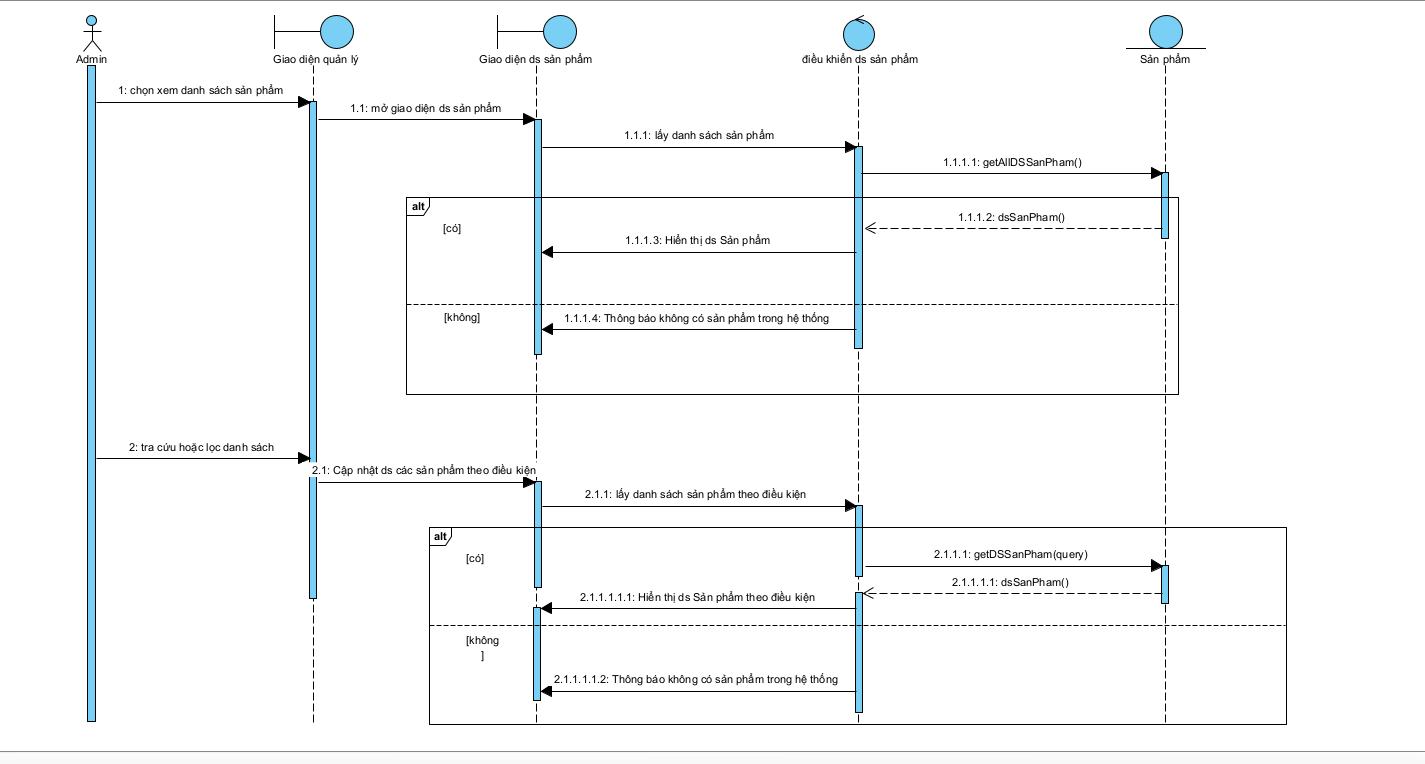 Admin
Giao diện quản lý
Giao diện ds sản phẩm
điều khiển ds sản phẩm
Sản phẩm
1: chọn xem danh sách sản phẩm
1.1: mở giao diện ds sản phẩm
1.1.1: lấy danh sách sản phẩm
1.1.1.1: getAllDSSanPham()
alt
[có]
1.1.1.2: dsSanPham()
1.1.1.3: Hiển thị ds Sản phẩm
[không]
1.1.1.4: Thông báo không có sản phẩm trong hệ thống
2: tra cứu hoặc lọc danh sách
2.1: Cập nhật ds các sản phẩm theo điều kiện
2.1.1: lấy danh sách sản phẩm theo điều kiện
alt
[có]
2.1.1.1: getDSSanPham(query)
2.1.1.1.1: dsSanPham()
2.1.1.1.1.1: Hiển thị ds Sản phẩm theo điều kiện
[không
]
2.1.1.1.1.2: Thông báo không có sản phẩm trong hệ thống